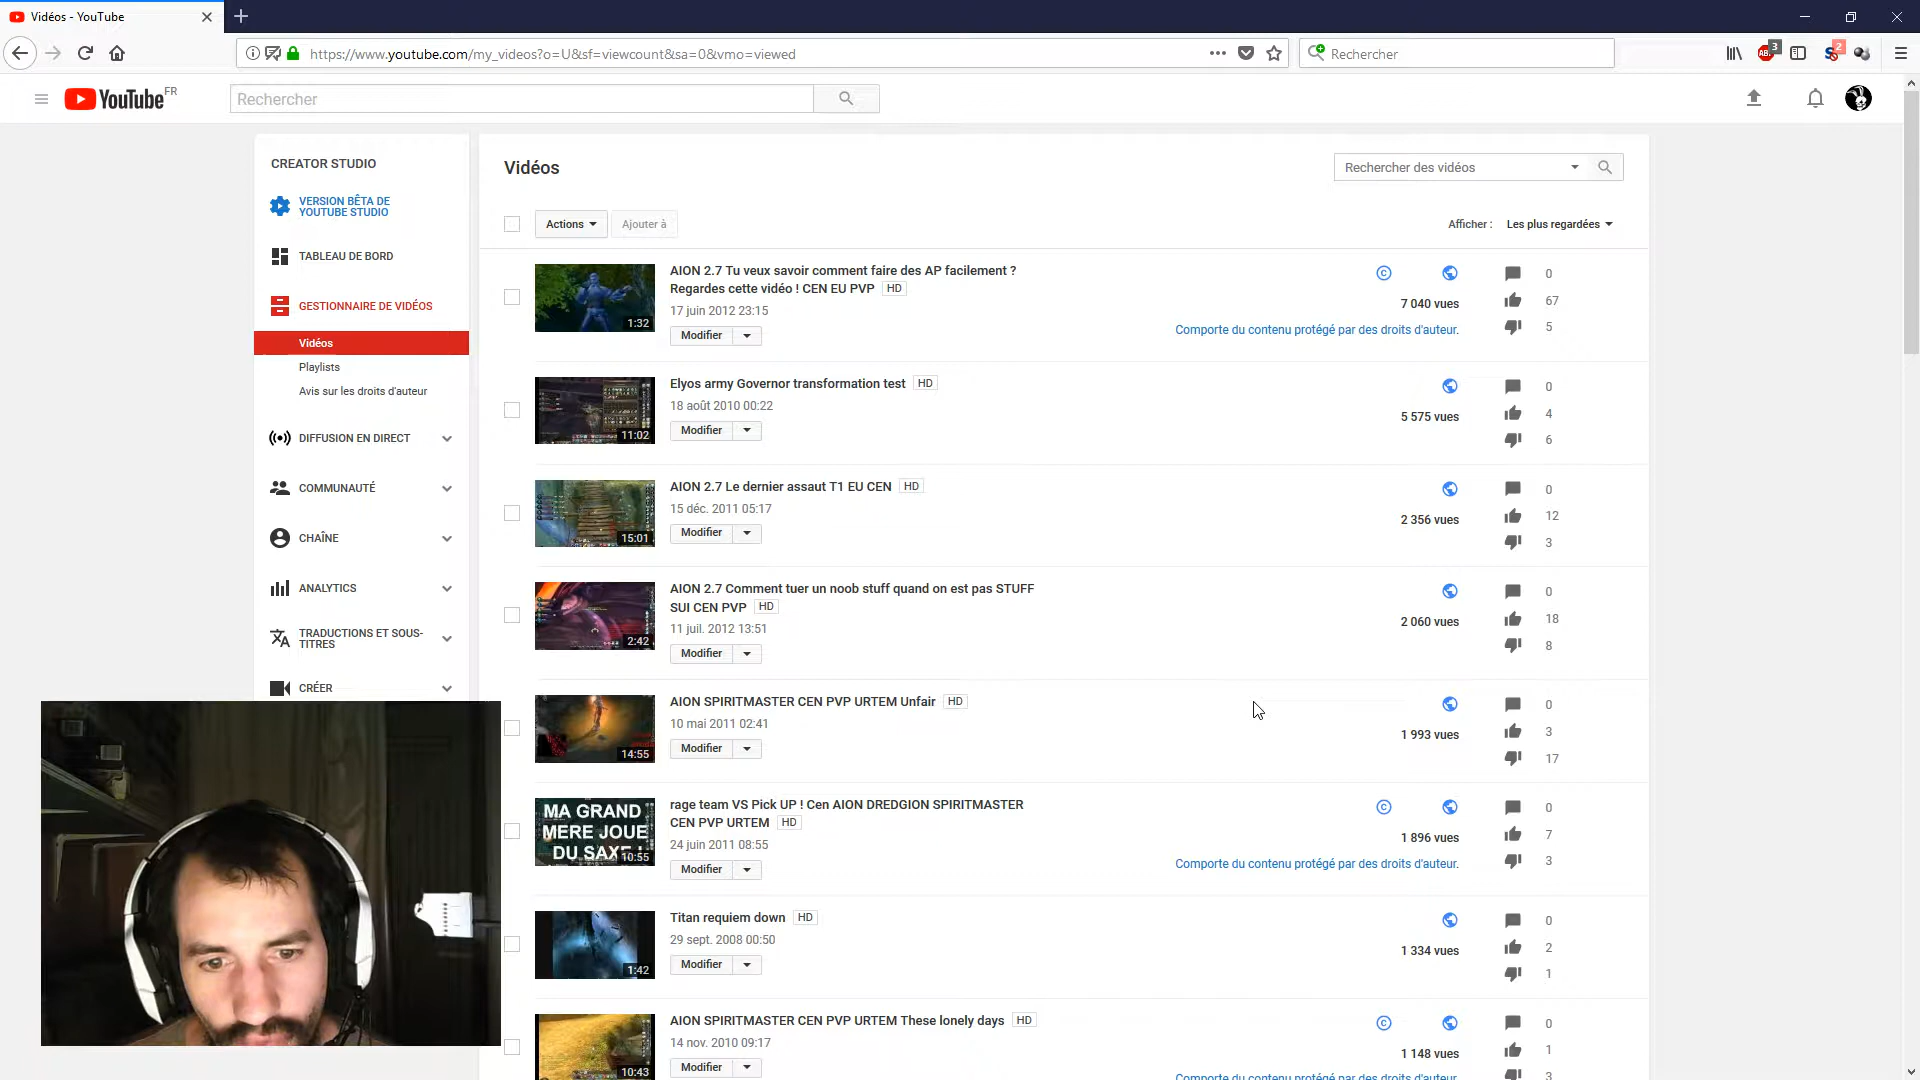 Vidéos - YouTube
https://www.youtube.com/my_videos?o=U&sf=viewcount&sa=0&vmo=viewed
Rechercher
3
2
YouTube FR
Rechercher
CREATOR STUDIO
VERSION BÊTA DE
YOUTUBE STUDIO
TABLEAU DE BORD
GESTIONNAIRE DE VIDÉOS
Vidéos
Playlists
Avis sur les droits d'auteur
DIFFUSION EN DIRECT
COMMUNAUTÉ
CHAÎNE
ANALYTICS
TRADUCTIONS ET SOUS-
TITRES
CRÉER
Vidéos
Rechercher des vidéos
Actions
Ajouter à
Afficher :
Les plus regardées
AION 2.7 Tu veux savoir comment faire des AP facilement ?
Regardes cette vidéo ! CEN EU PVP HD
17 juin 2012 23:15
Modifier
1:32
7 040 vues
Comporte du contenu protégé par des droits d'auteur.
0
67
5
Elyos army Governor transformation test HD
18 août 2010 00:22
Modifier
11:02
5 575 vues
0
4
6
AION 2.7 Le dernier assaut T1 EU CEN HD
15 déc. 2011 05:17
Modifier
15:01
2 356 vues
0
12
3
AION 2.7 Comment tuer un noob stuff quand on est pas STUFF
SUI CEN PVP HD
11 juil. 2012 13:51
Modifier
2:42
2 060 vues
0
18
8
AION SPIRITMASTER CEN PVP URTEM Unfair HD
10 mai 2011 02:41
Modifier
14:55
1 993 vues
0
3
17
MA GRAND
MERE JOUE
DU SAXE !
10:55
rage team VS Pick UP ! Cen AION DREDGION SPIRITMASTER
CEN PVP URTEM HD
24 juin 2011 08:55
Modifier
1 896 vues
Comporte du contenu protégé par des droits d'auteur.
0
7
3
Titan requiem down HD
29 sept. 2008 00:50
Modifier
1:42
1 334 vues
0
2
1
AION SPIRITMASTER CEN PVP URTEM These lonely days HD
14 nov. 2010 09:17
Modifier
10:43
1 148 vues
Comporte du contenu protégé par des droits d'auteur.
0
1
3